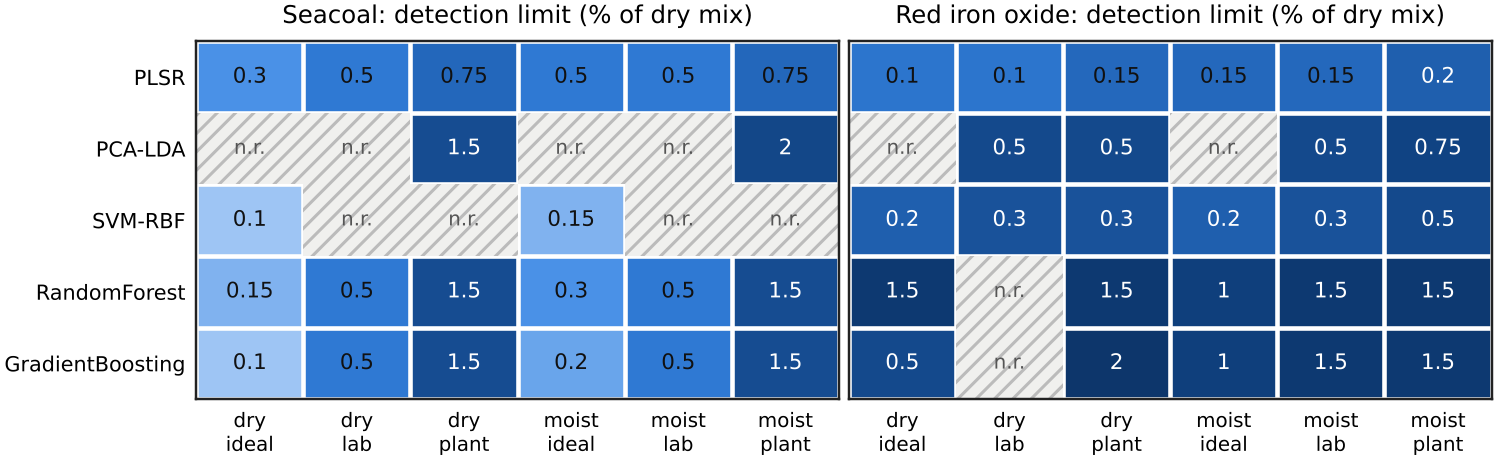 Seacoal: detection limit (% of dry mix)
Red iron oxide: detection limit (% of dry mix)
PLSR 0.3 0.5 0.75 0.5 0.5 0.75 0.1 0.1 0.15 0.15 0.15 0.2
PCA-LDA n.r. n.r. 1.5 n.r. n.r. 2 n.r. 0.5 0.5 n.r. 0.5 0.75
SVM-RBF 0.1 n.r. n.r. 0.15 n.r. n.r. 0.2 0.3 0.3 0.2 0.3 0.5
RandomForest 0.15 0.5 1.5 0.3 0.5 1.5 1.5 n.r. 1.5 1 1.5 1.5
GradientBoosting 0.1 0.5 1.5 0.2 0.5 1.5 0.5 n.r. 2 1 1.5 1.5
dry dry dry moist moist moist dry dry dry moist moist moist
ideal lab plant ideal lab plant ideal lab plant ideal lab plant